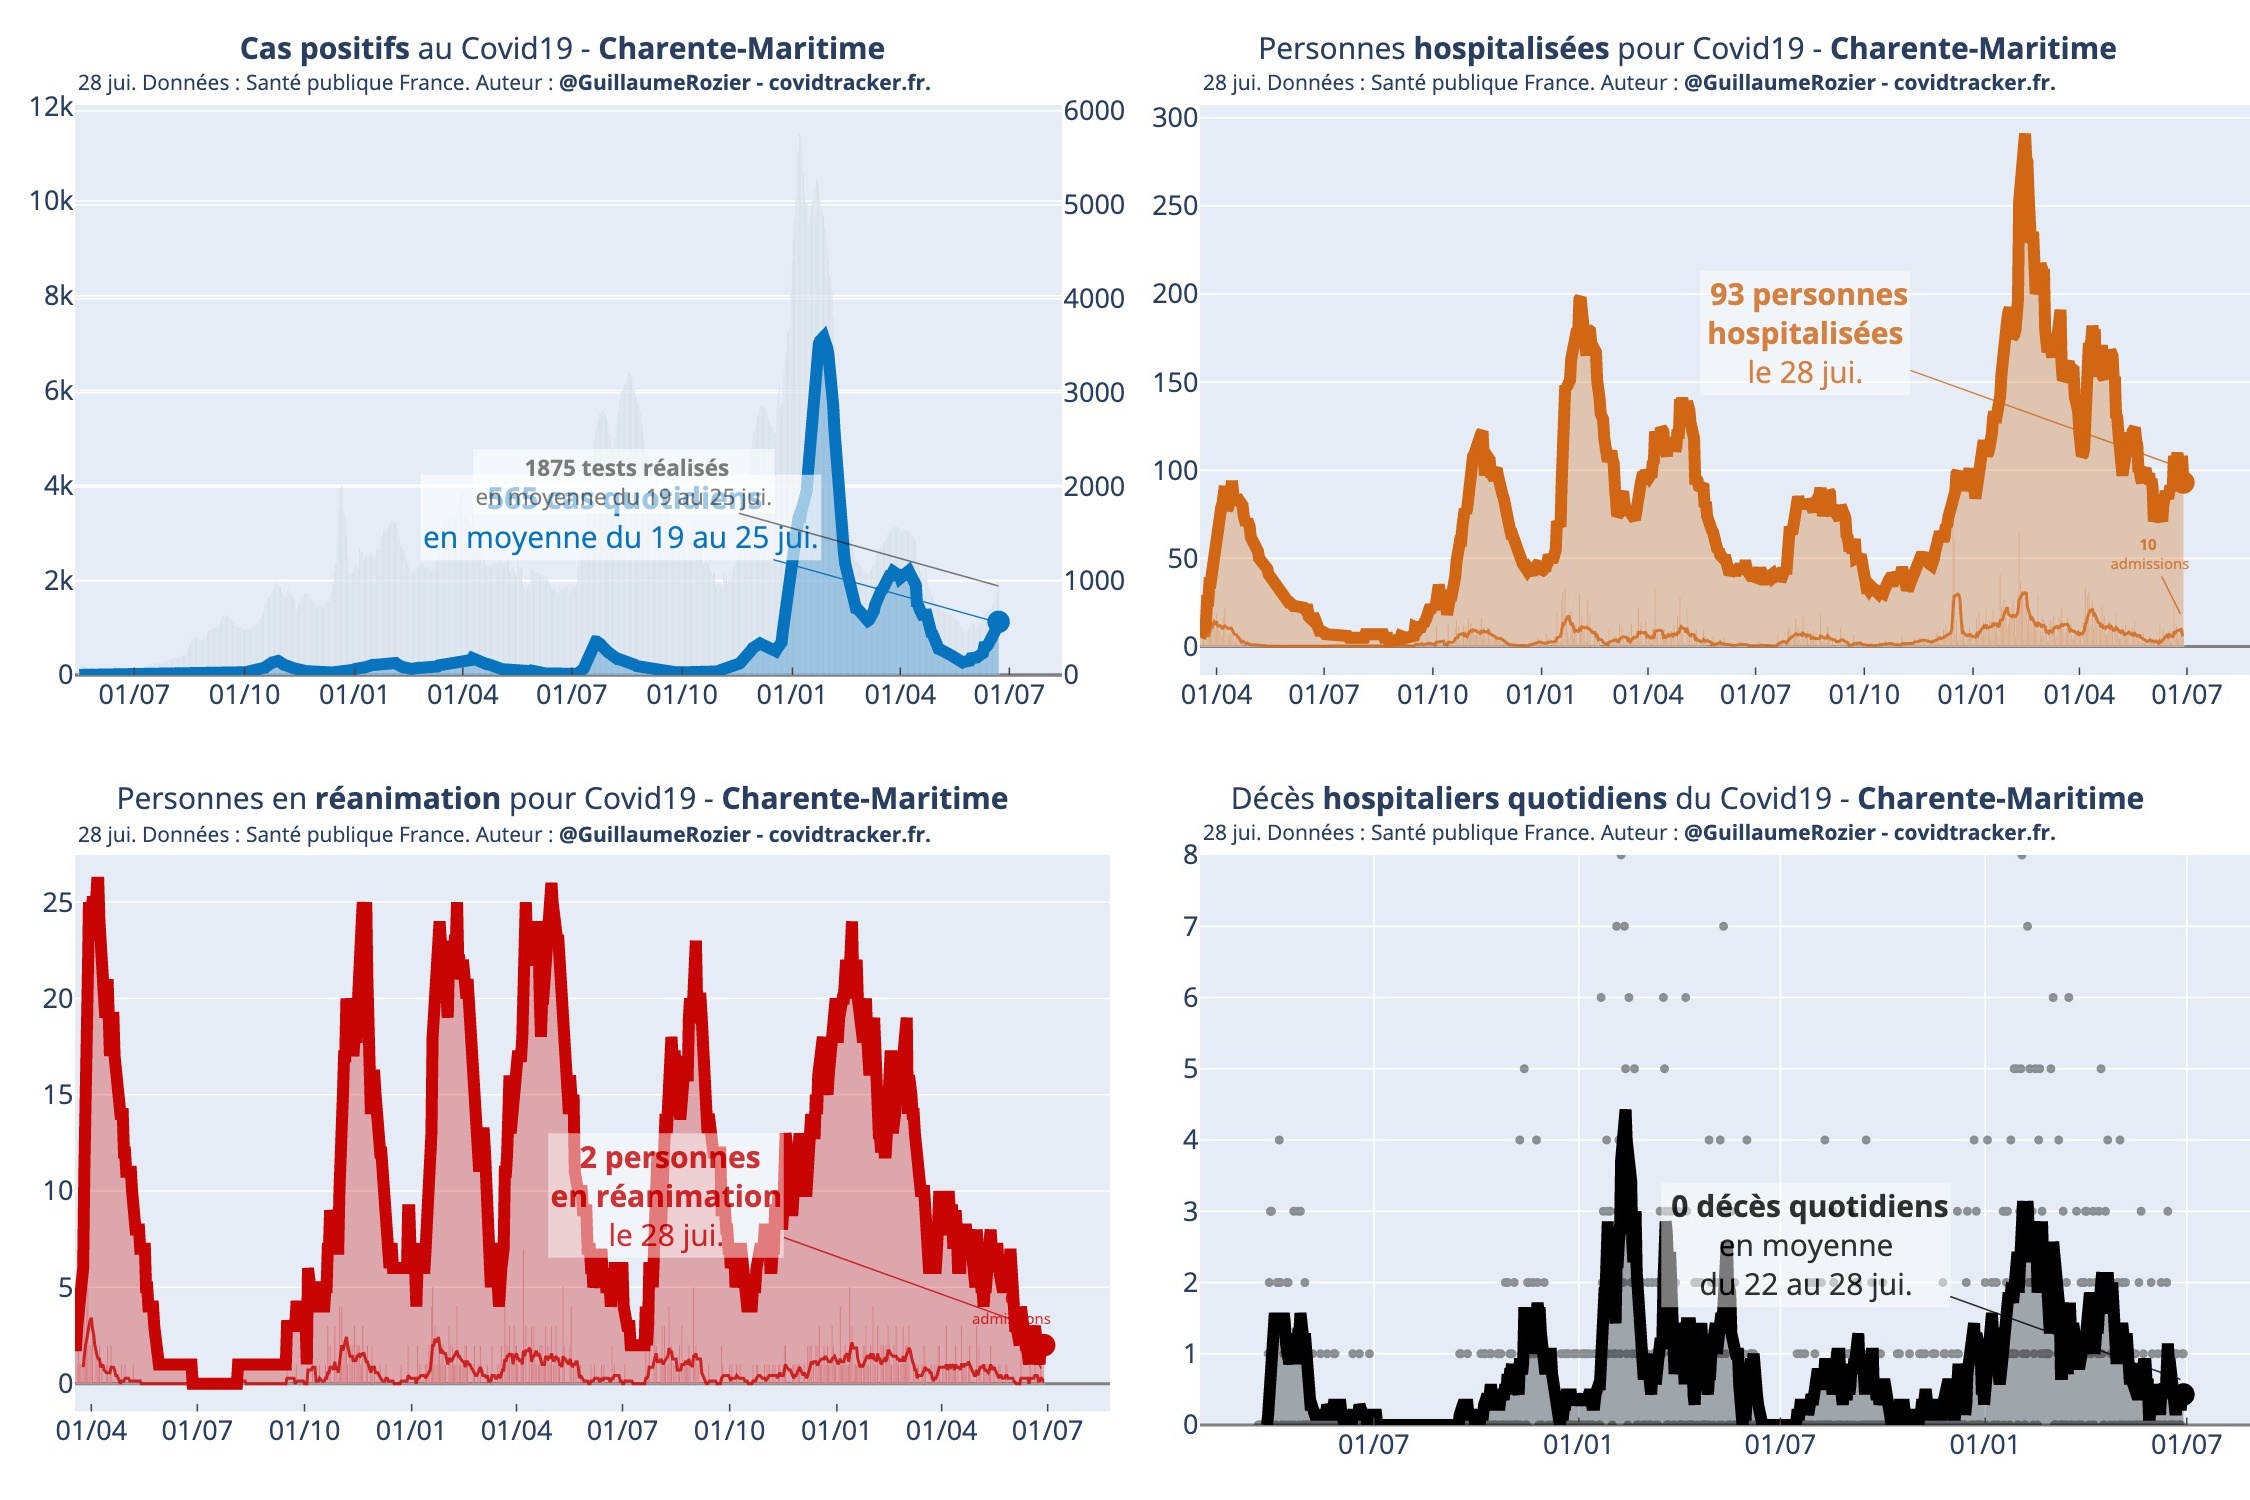 Cas positifs au Covid19 - Charente-Maritime
28 jui. Données : Santé publique France. Auteur : @GuillaumeRozier - covidtracker.fr.
12k
10k
8k
6k
4k
2k
0
6000
5000
4000
3000
2000
1000
0
1875 tests réalisés
en moyenne du 19 au 25 jui.
565 cas quotidiens
en moyenne du 19 au 25 jui.
01/07 01/10 01/01 01/04 01/07 01/10 01/01 01/04 01/07
Personnes hospitalisées pour Covid19 - Charente-Maritime
28 jui. Données : Santé publique France. Auteur : @GuillaumeRozier - covidtracker.fr.
300
250
200
150
100
50
0
93 personnes
hospitalisées
le 28 jui.
10
admissions
01/04 01/07 01/10 01/01 01/04 01/07 01/10 01/01 01/04 01/07
Personnes en réanimation pour Covid19 - Charente-Maritime
28 jui. Données : Santé publique France. Auteur : @GuillaumeRozier - covidtracker.fr.
25
20
15
10
5
0
2 personnes
en réanimation
le 28 jui.
admissions
01/04 01/07 01/10 01/01 01/04 01/07 01/10 01/01 01/04 01/07
Décès hospitaliers quotidiens du Covid19 - Charente-Maritime
28 jui. Données : Santé publique France. Auteur : @GuillaumeRozier - covidtracker.fr.
8
7
6
5
4
3
2
1
0
0 décès quotidiens
en moyenne
du 22 au 28 jui.
01/07 01/01 01/07 01/01 01/07